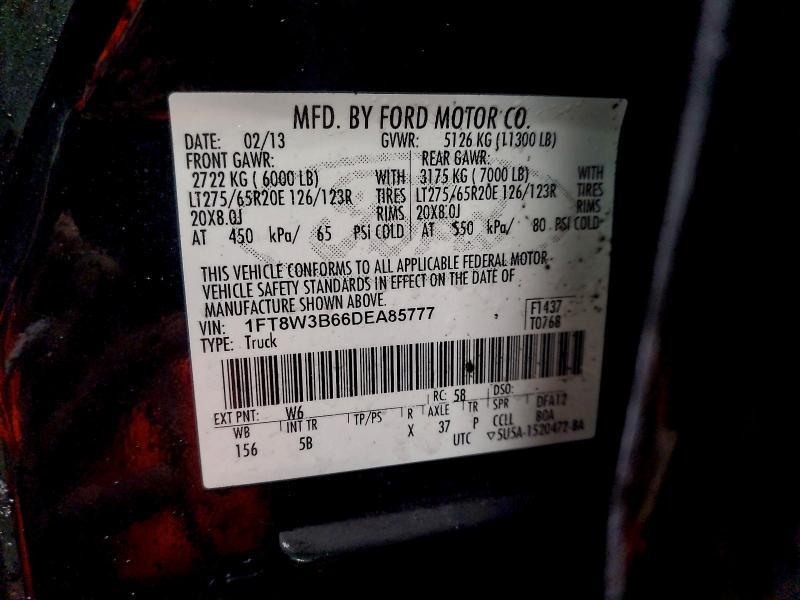 MFD. BY FORD MOTOR CO.
DATE: 02/13 GVWR: 5126 KG (11300 LB)
FRONT GAWR: REAR GAWR:
2722 KG ( 6000 LB) WITH 3175 KG ( 7000 LB) WITH
LT275/65R20E 126/123R TIRES LT275/65R20E 126/123R TIRES
20X8.0J RIMS 20X8.0J RIMS
AT 450 kPa/ 65 PSI COLD AT 550 kPa/ 80 PSI COLD
THIS VEHICLE CONFORMS TO ALL APPLICABLE FEDERAL MOTOR
VEHICLE SAFETY STANDARDS IN EFFECT ON THE DATE OF
MANUFACTURE SHOWN ABOVE.
VIN: 1FT8W3B66DEA85777 F1437
TYPE: Truck T0768
EXT PNT: W6 RC: 58 DSO:
WB INT TR TP/PS R AXLE TR SPR DFA12
156 5B X 37 P CCLL BOA
UTC ▽5U5A-1520472-BA